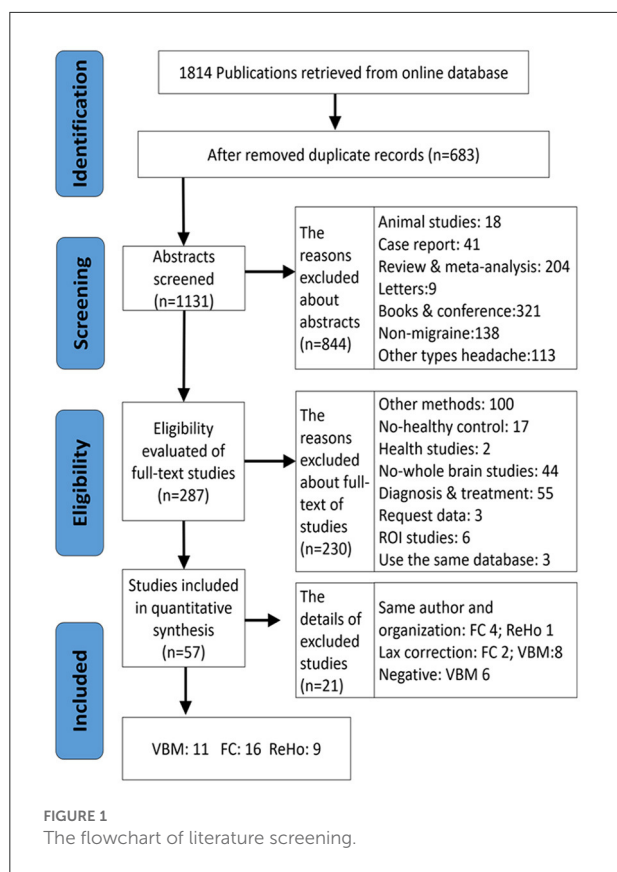 Identification
1814 Publications retrieved from online database
After removed duplicate records (n=683)
Screening
Abstracts
screened
(n=1131)
The
reasons
excluded
about
abstracts
(n=844)
Animal studies: 18
Case report: 41
Review & meta-analysis: 204
Letters:9
Books & conference:321
Non-migraine:138
Other types headache:113
Eligibility
Eligibility
evaluated of
full-text studies
(n=287)
The
reasons
excluded
about full-
text of
studies
(n=230)
Other methods: 100
No-healthy control: 17
Health studies: 2
No-whole brain studies: 44
Diagnosis & treatment: 55
Request data: 3
ROI studies: 6
Use the same database: 3
Included
Studies included
in quantitative
synthesis
(n=57)
The
details of
excluded
studies
(n=21)
Same author and
organization: FC 4; ReHo 1
Lax correction: FC 2; VBM:8
Negative: VBM 6
VBM: 11 FC: 16 ReHo: 9
FIGURE 1
The flowchart of literature screening.